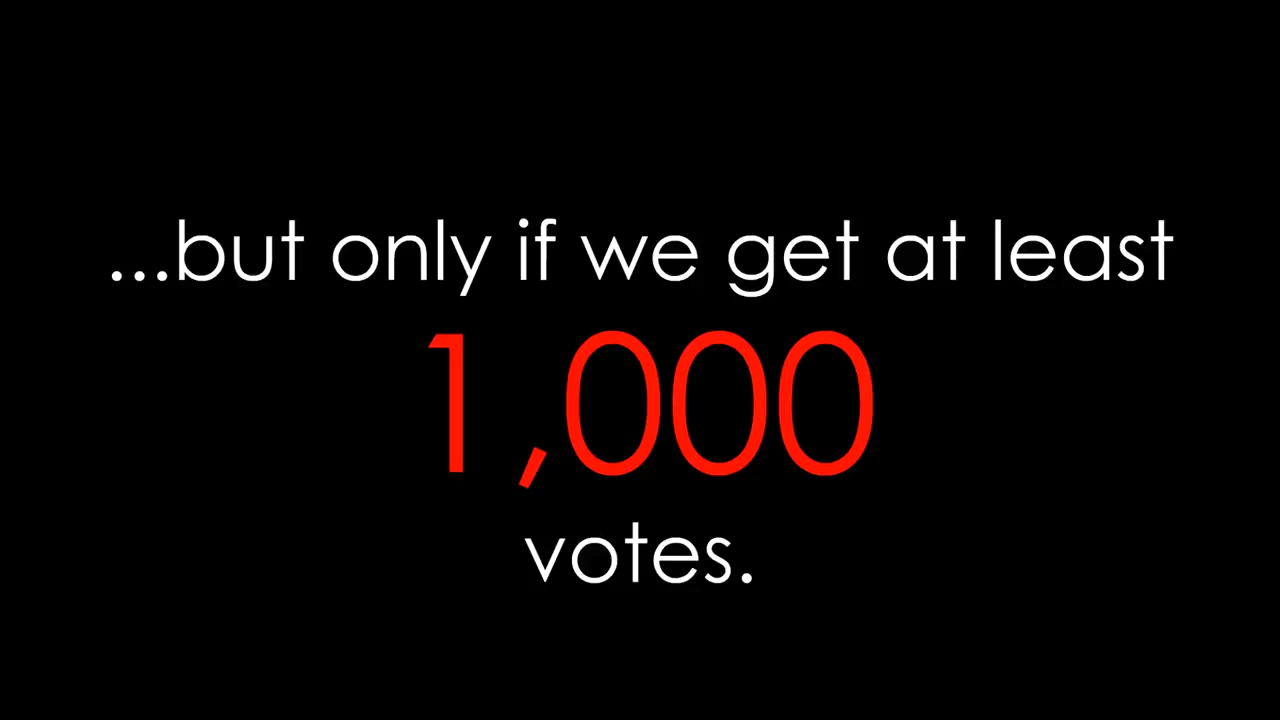 ...but only if we get at least
1,000
votes.